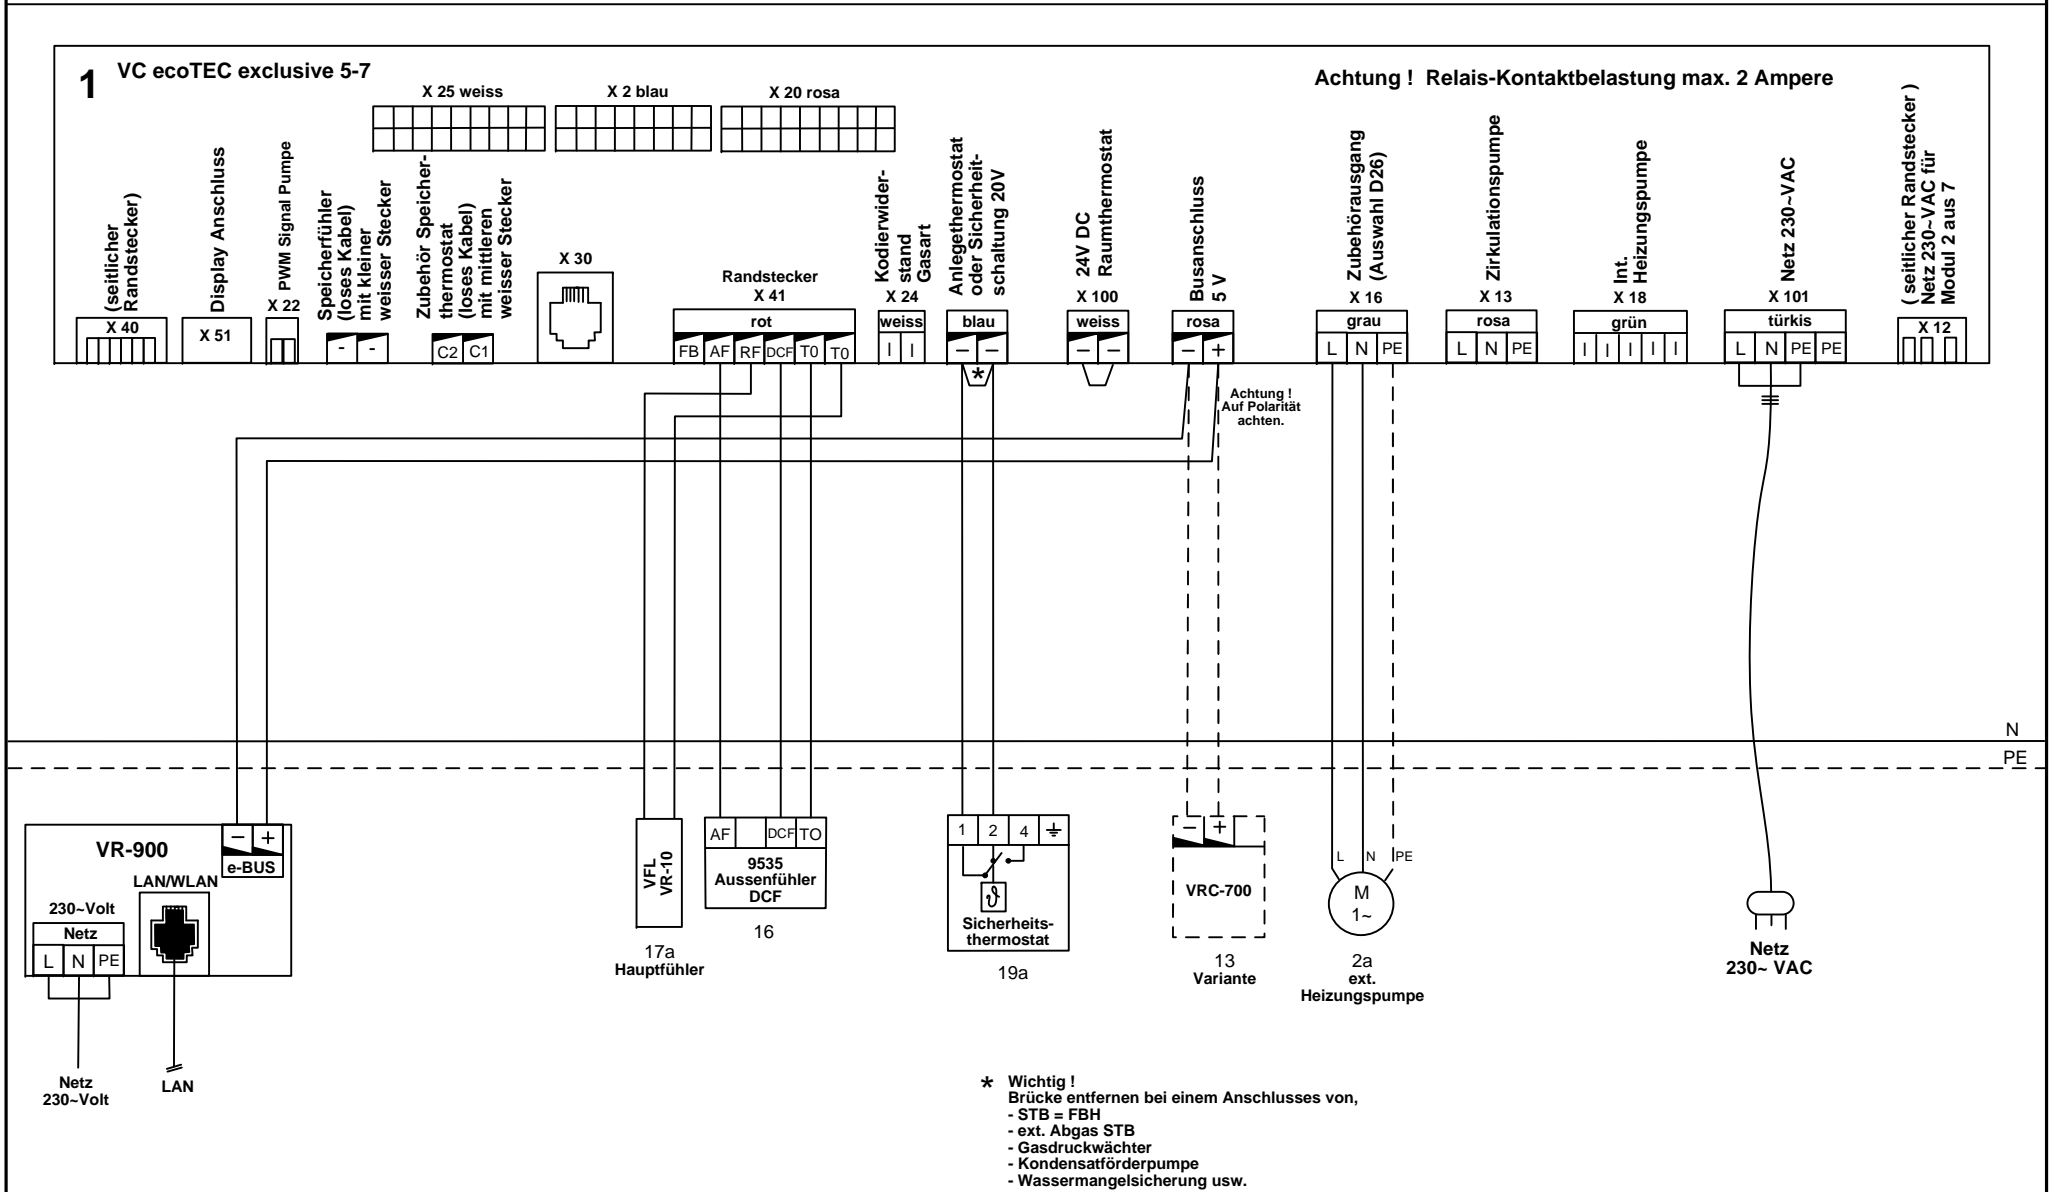 1 VC ecoTEC exclusive 5-7
Achtung ! Relais-Kontaktbelastung max. 2 Ampere
X 25 weiss
X 2 blau
X 20 rosa
(seitlicher
Randstecker)
X 40
Display Anschluss
X 51
PWM Signal Pumpe
X 22
Speicherfühler
(loses Kabel)
mit kleiner
weisser Stecker
- -
Zubehör Speicher-
thermostat
(loses Kabel)
mit mittleren
weisser Stecker
C2 C1
X 30
Randstecker
X 41
rot
FB AF RF DCF T0 T0
Kodierwider-
stand
Gasart
X 24
weiss
I I
Anlegethermostat
oder Sicherheit-
schaltung 20V
blau
– –
*
24V DC
Raumthermostat
X 100
weiss
– –
Busanschluss
5 V
rosa
– +
Achtung !
Auf Polarität
achten.
Zubehörausgang
(Auswahl D26)
X 16
grau
L N PE
Zirkulationspumpe
X 13
rosa
L N PE
Int.
Heizungspumpe
X 18
grün
I I I I I
Netz 230~VAC
X 101
türkis
L N PE PE
( seitlicher Randstecker )
Netz 230~VAC für
Modul 2 aus 7
X 12
N
PE
VR-900
– +
e-BUS
LAN/WLAN
230~Volt
Netz
L N PE
Netz
230~Volt
LAN
VFL
VR-10
17a
Hauptfühler
AF DCF TO
9535
Aussenfühler
DCF
16
1 2 4
ϑ
Sicherheits-
thermostat
19a
– +
VRC-700
13
Variante
L N PE
M
1~
2a
ext.
Heizungspumpe
Netz
230~ VAC
* Wichtig !
Brücke entfernen bei einem Anschlusses von,
- STB = FBH
- ext. Abgas STB
- Gasdruckwächter
- Kondensatförderpumpe
- Wassermangelsicherung usw.